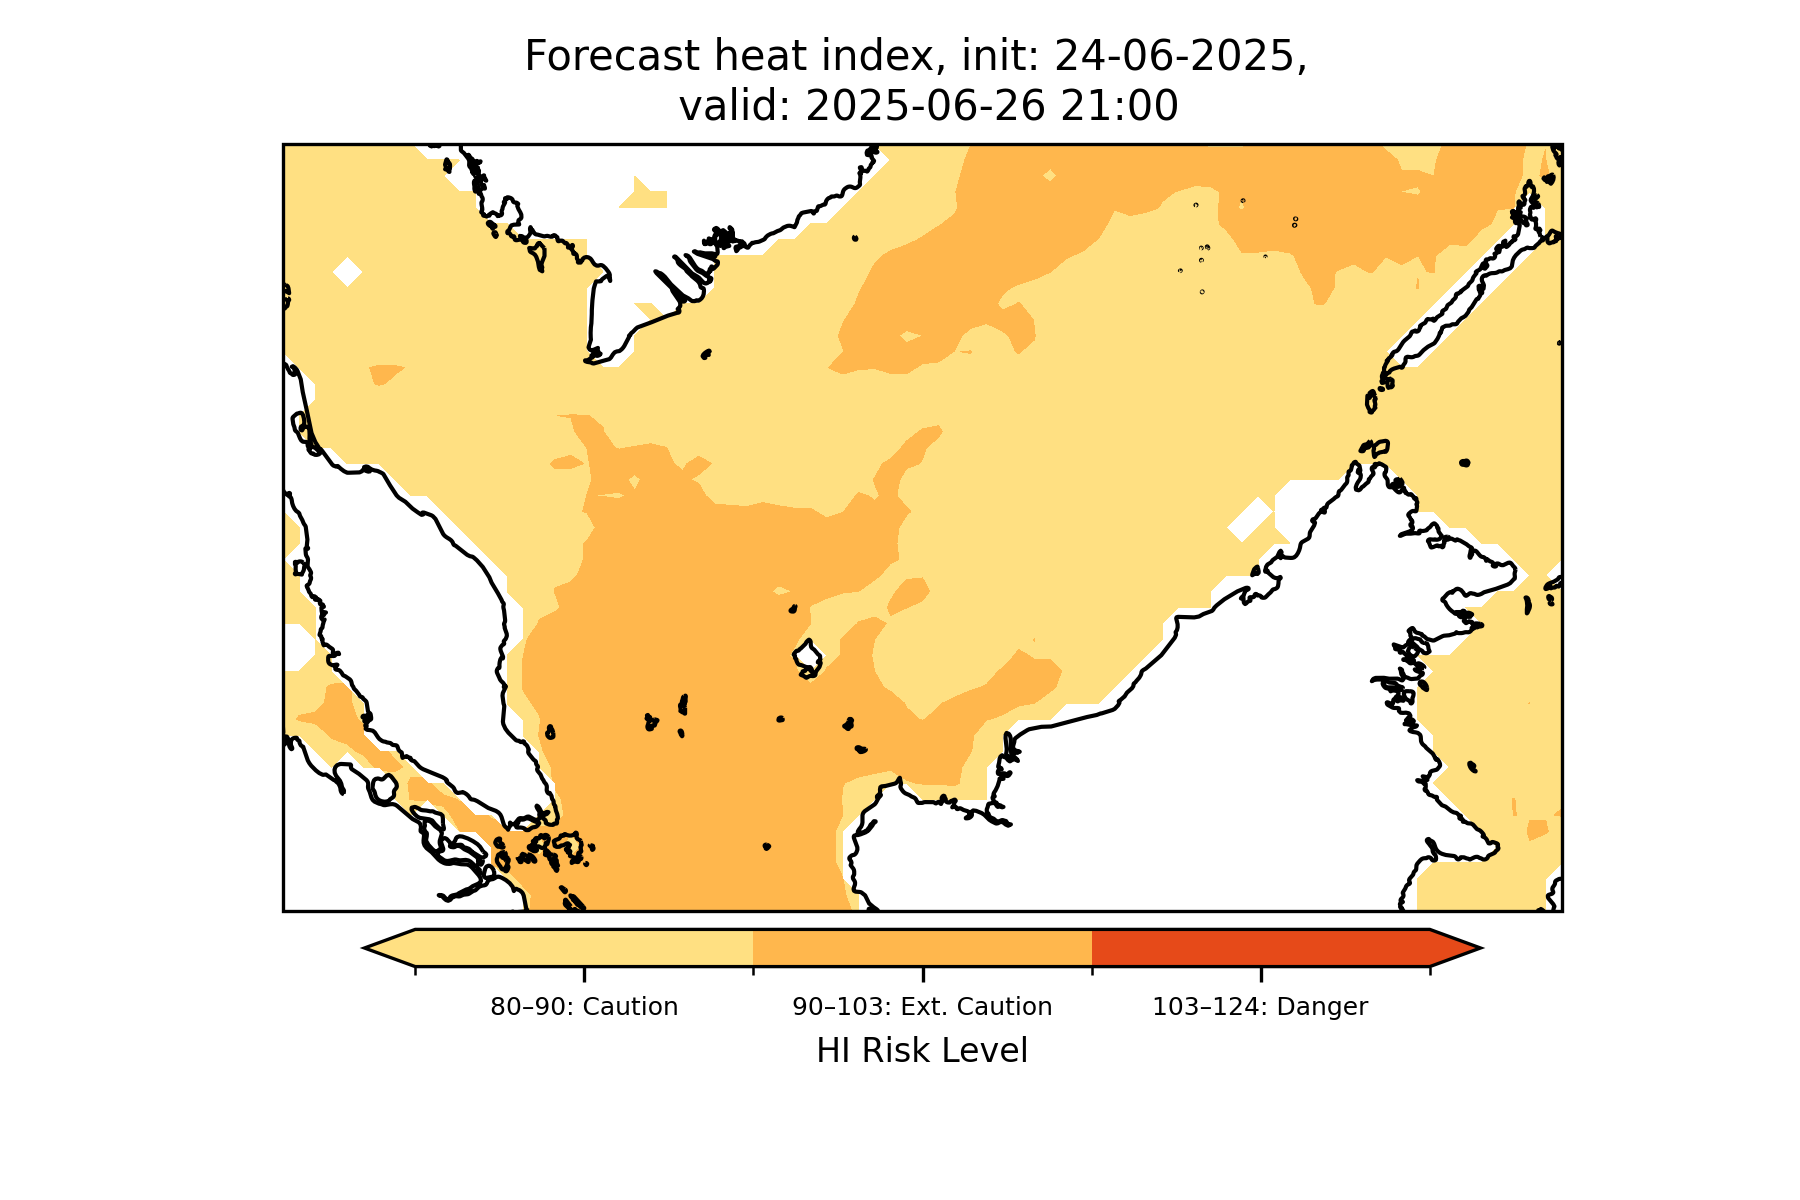 Forecast heat index, init: 24-06-2025,
valid: 2025-06-26 21:00
80–90: Caution
90–103: Ext. Caution
103–124: Danger
HI Risk Level